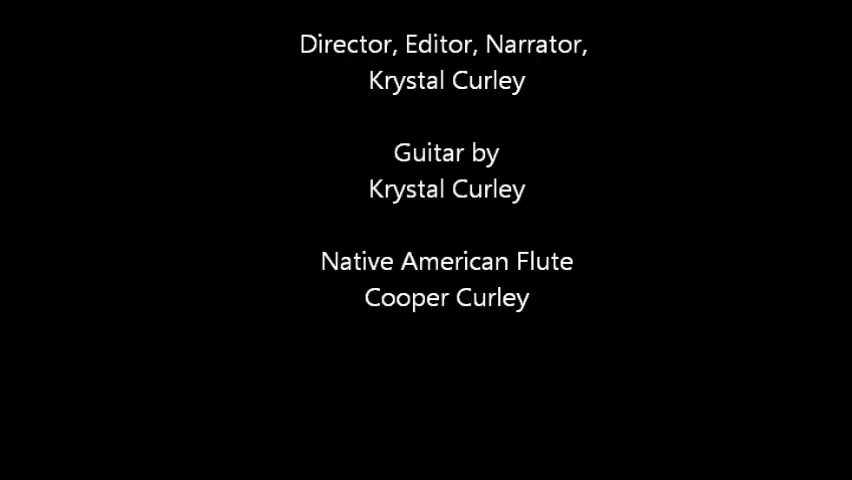 Director, Editor, Narrator,
Krystal Curley
Guitar by
Krystal Curley
Native American Flute
Cooper Curley